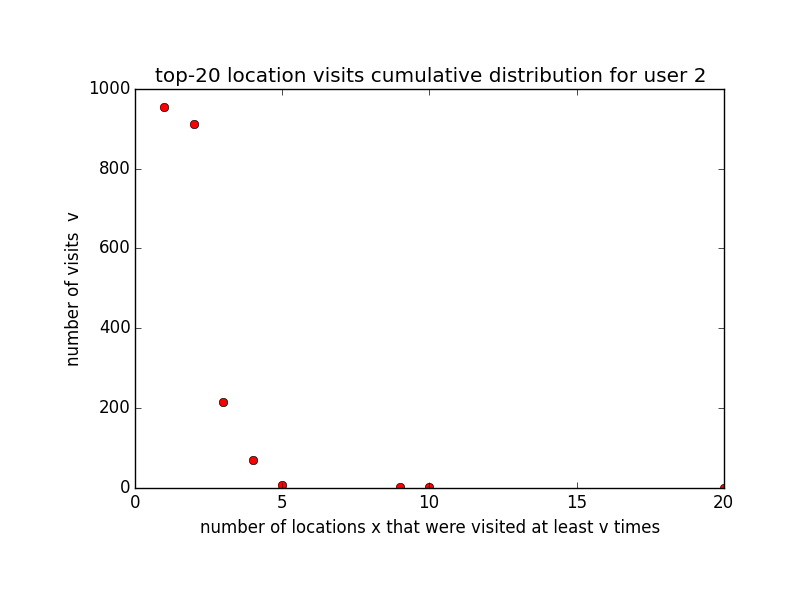 top-20 location visits cumulative distribution for user 2
1000
800
600
400
200
0
number of visits  v
0 5 10 15 20
number of locations x that were visited at least v times